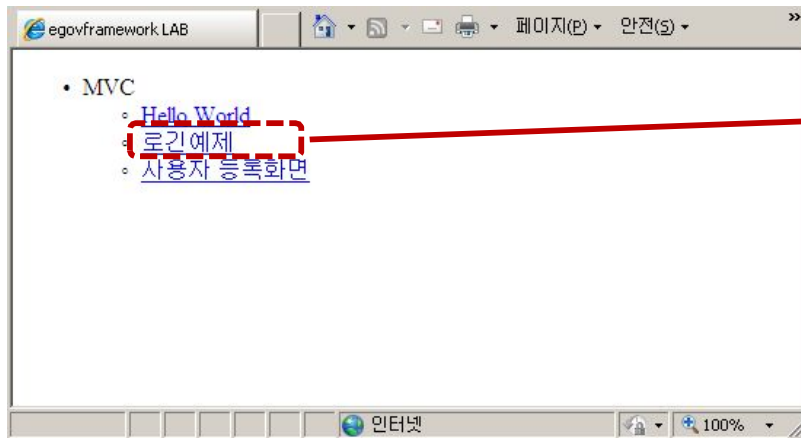 egovframework LAB
페이지(P) 안전(S) »
• MVC
◦ Hello World
◦ 로긴예제
◦ 사용자 등록화면
인터넷
100%